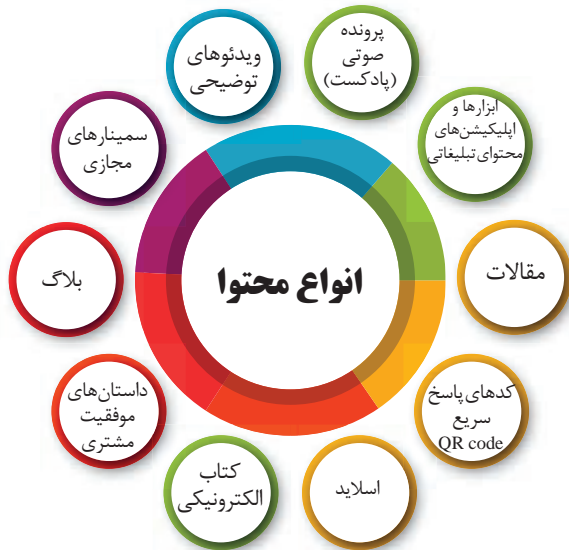 انواع محتوا
پرونده
صوتی
(پادکست)
ابزارها و
اپلیکیشن‌های
محتوای تبلیغاتی
مقالات
کدهای پاسخ
سریع
QR code
اسلاید
کتاب
الکترونیکی
داستان‌های
موفقیت
مشتری
بلاگ
سمینارهای
مجازی
ویدئوهای
توضیحی